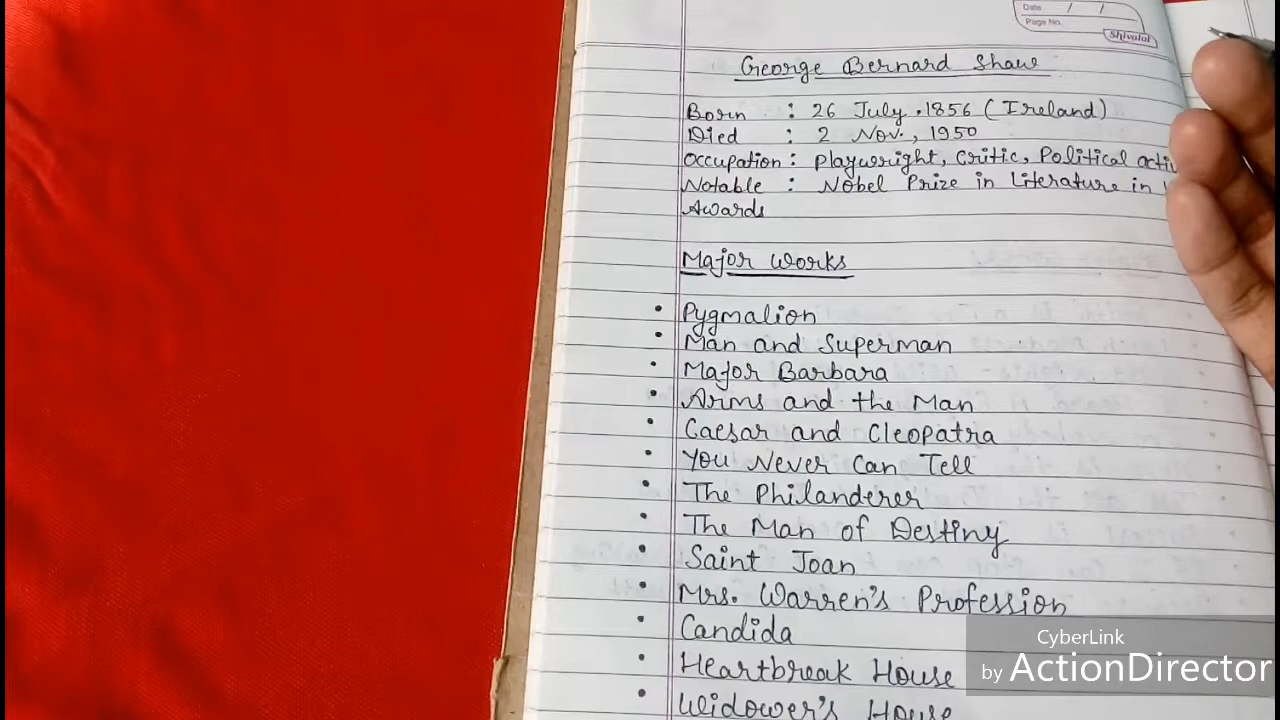 Date / /
Page No.
Shivalal
George Bernard Shaw
Born : 26 July .1856 (Ireland)
Died : 2 Nov., 1950
Occupation : Playwright, Critic, Political activ
Notable : Nobel Prize in Literature in
Awards
Major Works
• Pygmalion
• Man and Superman
• Major Barbara
• Arms and the Man
• Caesar and Cleopatra
• You Never Can Tell
• The Philanderer
• The Man of Destiny
• Saint Joan
• Mrs. Warren's Profession
• Candida
• Heartbreak House
• Widower's House
CyberLink
by ActionDirector